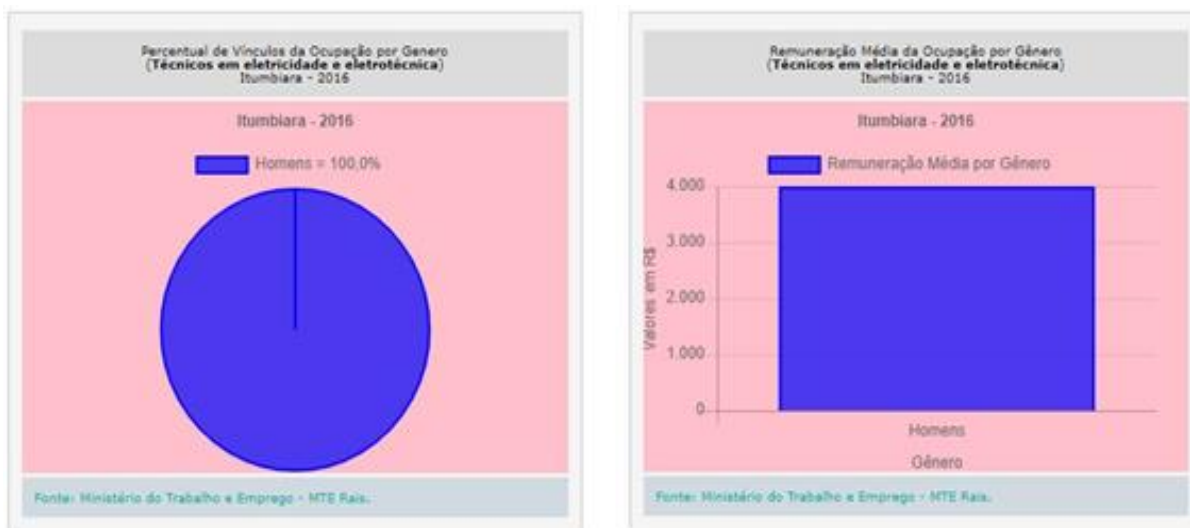 Percentual de Vínculos da Ocupação por Genero
(Técnicos em eletricidade e eletrotécnica)
Itumbiara - 2016
Itumbiara - 2016
Homens = 100,0%
Fonte: Ministério do Trabalho e Emprego - MTE Rais.
Remuneração Média da Ocupação por Gênero
(Técnicos em eletricidade e eletrotécnica)
Itumbiara - 2016
Itumbiara - 2016
Remuneração Média por Gênero
4.000
3.000
2.000
1.000
0
Valores em R$
Homens
Gênero
Fonte: Ministério do Trabalho e Emprego - MTE Rais.